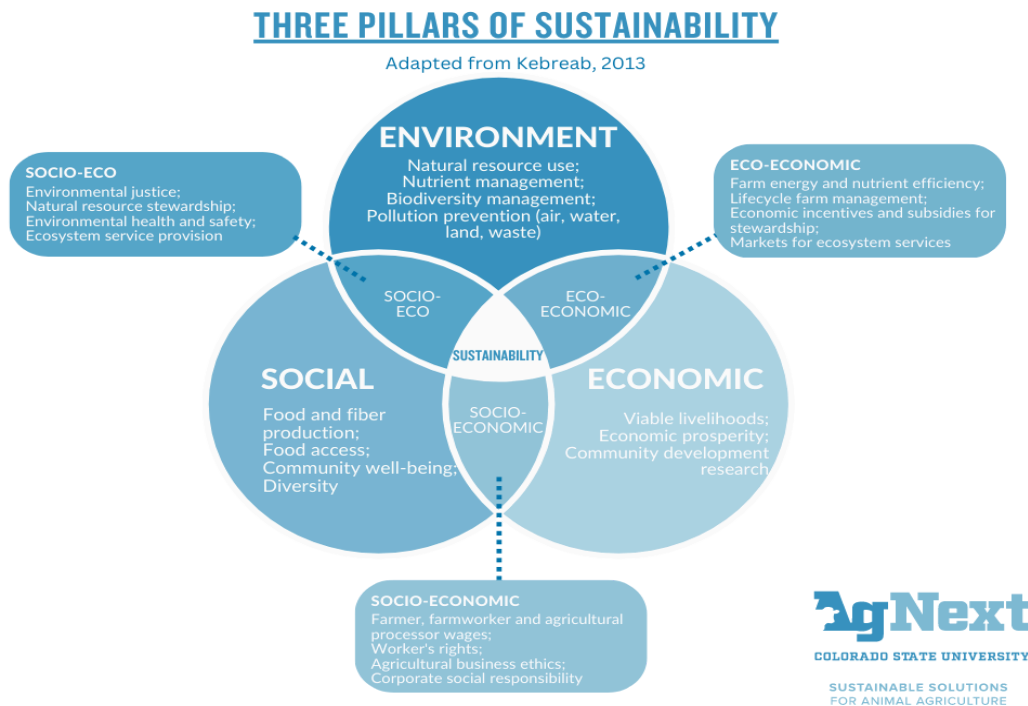 THREE PILLARS OF SUSTAINABILITY
Adapted from Kebreab, 2013
ENVIRONMENT
Natural resource use;
Nutrient management;
Biodiversity management;
Pollution prevention (air, water,
land, waste)
SOCIO-ECO
Environmental justice;
Natural resource stewardship;
Environmental health and safety;
Ecosystem service provision
ECO-ECONOMIC
Farm energy and nutrient efficiency;
Lifecycle farm management;
Economic incentives and subsidies for
stewardship;
Markets for ecosystem services
SOCIO-
ECO
ECO-
ECONOMIC
SUSTAINABILITY
SOCIAL
Food and fiber
production;
Food access;
Community well-being;
Diversity
ECONOMIC
Viable livelihoods;
Economic prosperity;
Community development
research
SOCIO-
ECONOMIC
SOCIO-ECONOMIC
Farmer, farmworker and agricultural
processor wages;
Worker's rights;
Agricultural business ethics;
Corporate social responsibility
AgNext
COLORADO STATE UNIVERSITY
SUSTAINABLE SOLUTIONS
FOR ANIMAL AGRICULTURE